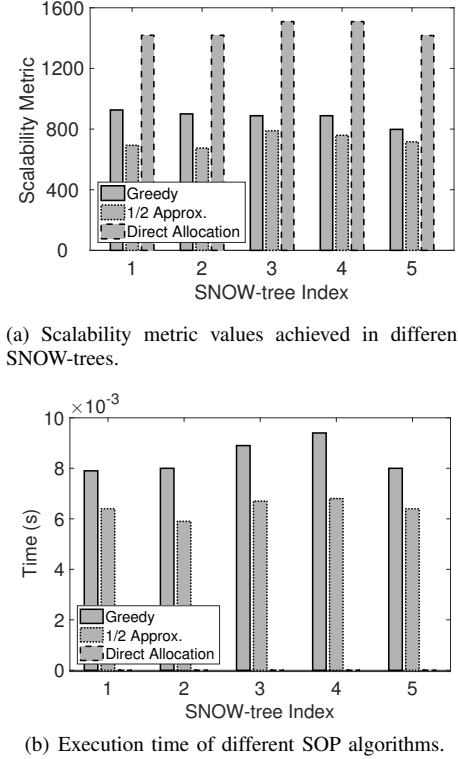 1600
1200
800
400
0
Scalability Metric
Greedy
1/2 Approx.
Direct Allocation
1 2 3 4 5
SNOW-tree Index
(a) Scalability metric values achieved in differen
SNOW-trees.
×10⁻³
10
8
6
4
2
0
Time (s)
Greedy
1/2 Approx.
Direct Allocation
1 2 3 4 5
SNOW-tree Index
(b) Execution time of different SOP algorithms.